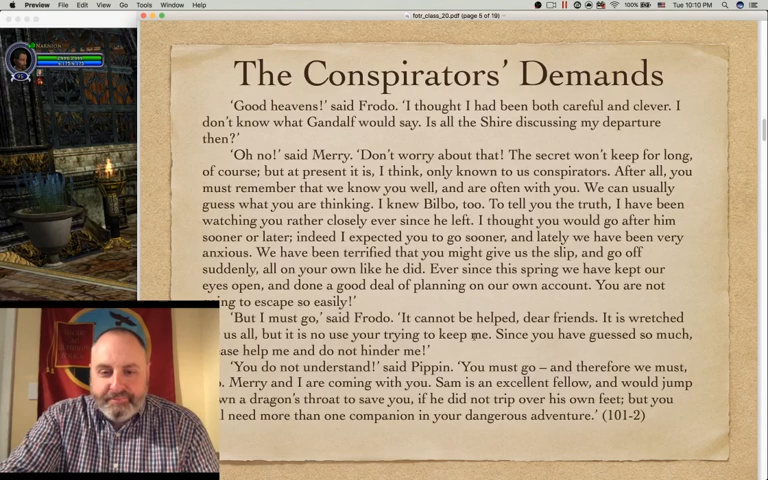 Preview File Edit View Go Tools Window Help
100% Tue 10:10 PM
fotr_class_20.pdf (page 5 of 19)
NARNION
The Conspirators’ Demands
‘Good heavens!’ said Frodo. ‘I thought I had been both careful and clever. I
don’t know what Gandalf would say. Is all the Shire discussing my departure
then?’
‘Oh no!’ said Merry. ‘Don’t worry about that! The secret won’t keep for long,
of course; but at present it is, I think, only known to us conspirators. After all, you
must remember that we know you well, and are often with you. We can usually
guess what you are thinking. I knew Bilbo, too. To tell you the truth, I have been
watching you rather closely ever since he left. I thought you would go after him
sooner or later; indeed I expected you to go sooner, and lately we have been very
anxious. We have been terrified that you might give us the slip, and go off
suddenly, all on your own like he did. Ever since this spring we have kept our
eyes open, and done a good deal of planning on our own account. You are not
to escape so easily!’
‘But I must go,’ said Frodo. ‘It cannot be helped, dear friends. It is wretched
us all, but it is no use your trying to keep me. Since you have guessed so much,
help me and do not hinder me!’
‘You do not understand!’ said Pippin. ‘You must go – and therefore we must,
Merry and I are coming with you. Sam is an excellent fellow, and would jump
a dragon’s throat to save you, if he did not trip over his own feet; but you
need more than one companion in your dangerous adventure.’ (101-2)